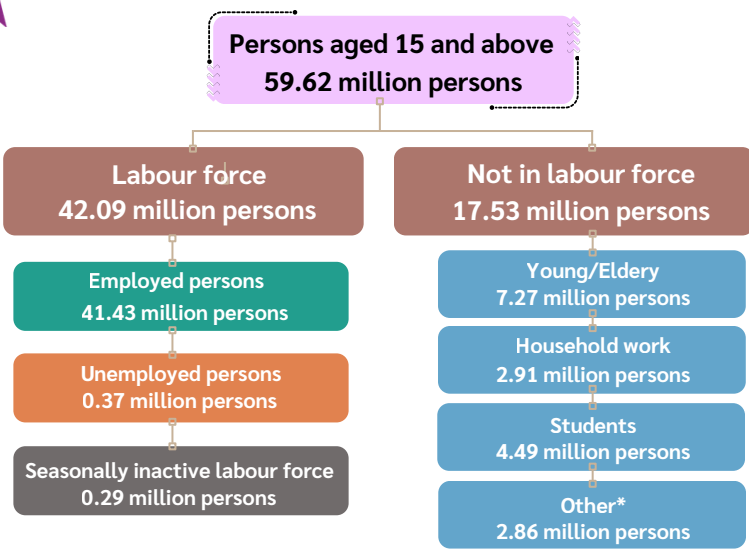 Persons aged 15 and above
59.62 million persons
Labour force
42.09 million persons
Not in labour force
17.53 million persons
Employed persons
41.43 million persons
Unemployed persons
0.37 million persons
Seasonally inactive labour force
0.29 million persons
Young/Eldery
7.27 million persons
Household work
2.91 million persons
Students
4.49 million persons
Other*
2.86 million persons